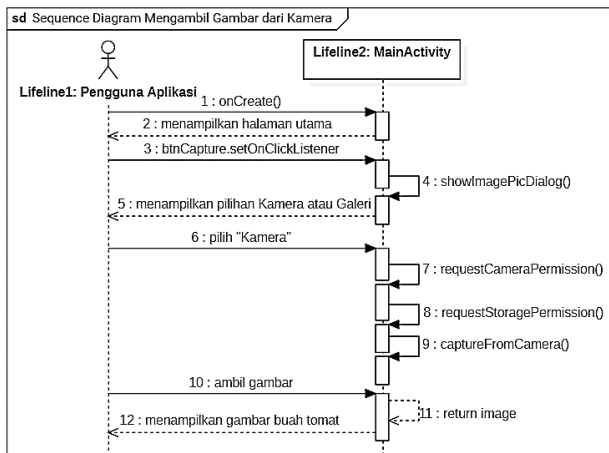 sd Sequence Diagram Mengambil Gambar dari Kamera
Lifeline2: MainActivity
Lifeline1: Pengguna Aplikasi
1 : onCreate()
2 : menampilkan halaman utama
3 : btnCapture.setOnClickListener
4 : showImagePicDialog()
5 : menampilkan pilihan Kamera atau Galeri
6 : pilih "Kamera"
7 : requestCameraPermission()
8 : requestStoragePermission()
9 : captureFromCamera()
10 : ambil gambar
11 : return image
12 : menampilkan gambar buah tomat